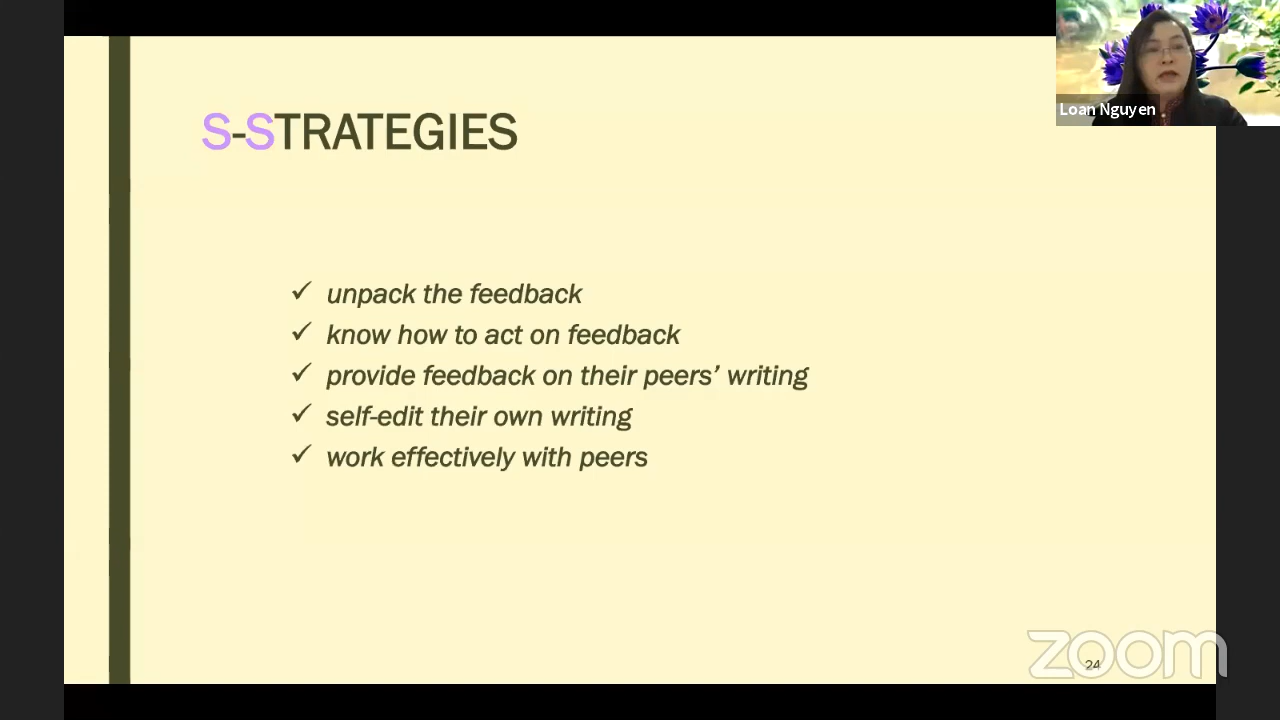 Loan Nguyen
S-STRATEGIES
✓ unpack the feedback
✓ know how to act on feedback
✓ provide feedback on their peers’ writing
✓ self-edit their own writing
✓ work effectively with peers
zoom
24